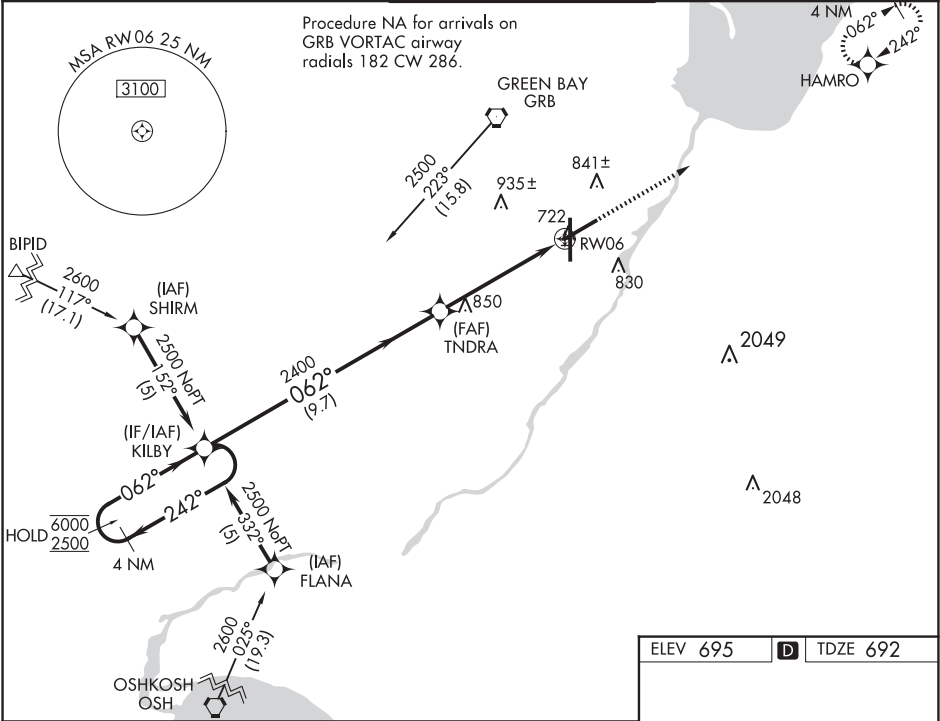 Procedure NA for arrivals on
GRB VORTAC airway
radials 182 CW 286.
MSA RW06 25 NM
3100
4 NM
062°
242°
HAMRO
GREEN BAY
GRB
2500
223°
(15.8)
935±
841±
722
RW06
830
BIPID
2600
117°
(17.1)
(IAF)
SHIRM
2500 NoPT
152°
(5)
850
(FAF)
TNDRA
2400
062°
(9.7)
2049
(IF/IAF)
KILBY
062°
242°
HOLD
6000
2500
4 NM
2500 NoPT
332°
(5)
2048
(IAF)
FLANA
2600
025°
(19.3)
OSHKOSH
OSH
ELEV 695
D
TDZE 692